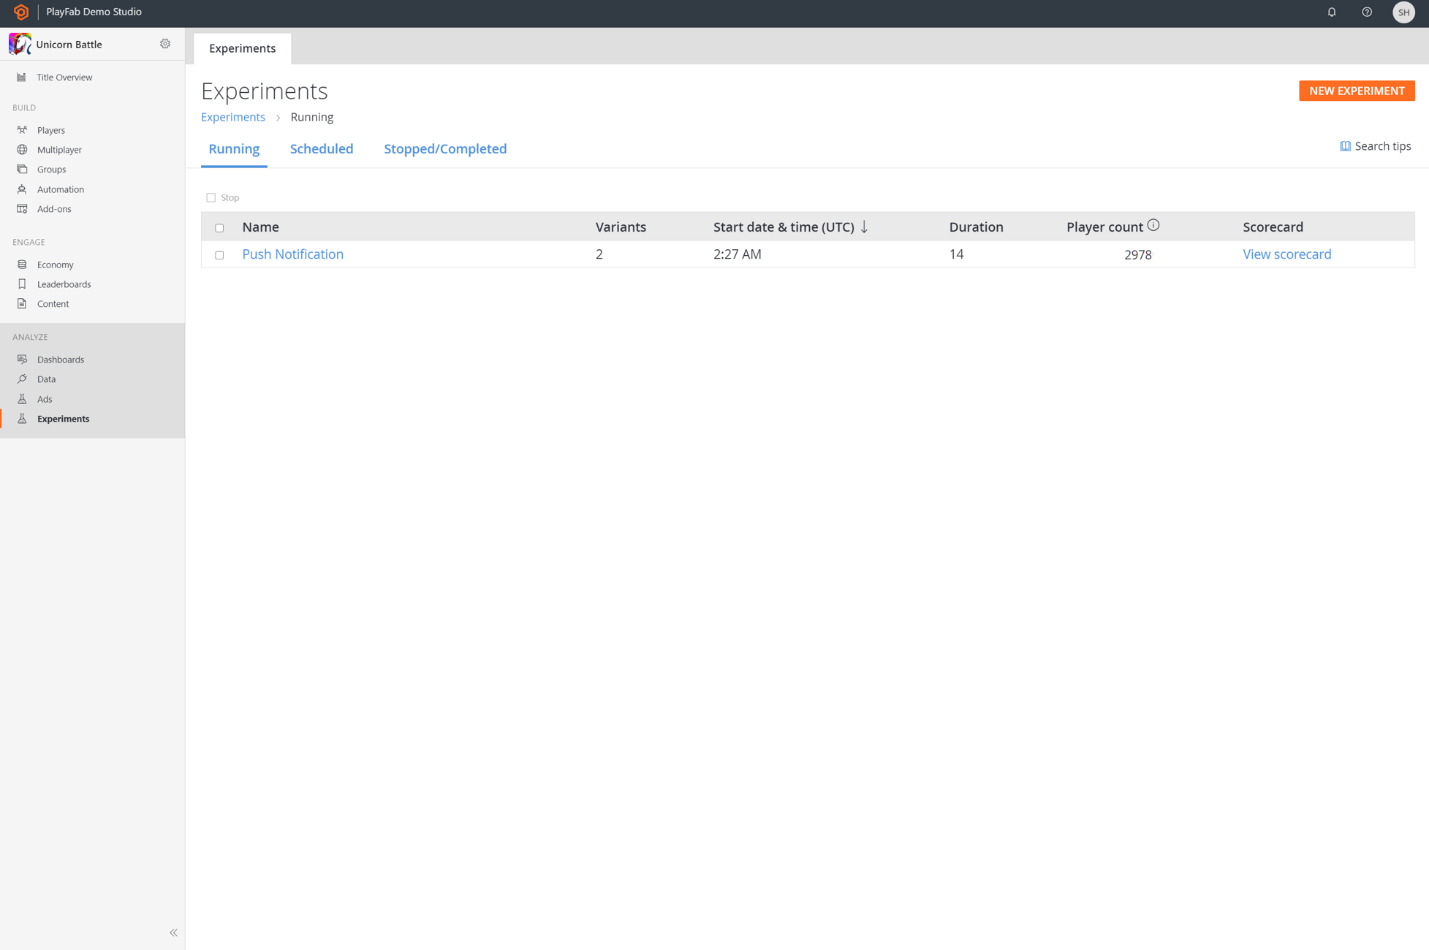 PlayFab Demo Studio
SH
Unicorn Battle
Title Overview
BUILD
Players
Multiplayer
Groups
Automation
Add-ons
ENGAGE
Economy
Leaderboards
Content
ANALYZE
Dashboards
Data
Ads
Experiments
Experiments
Experiments
NEW EXPERIMENT
Experiments > Running
Running Scheduled Stopped/Completed
Search tips
Stop
Name Variants Start date & time (UTC) ↓ Duration Player count Scorecard
Push Notification 2 2:27 AM 14 2978 View scorecard